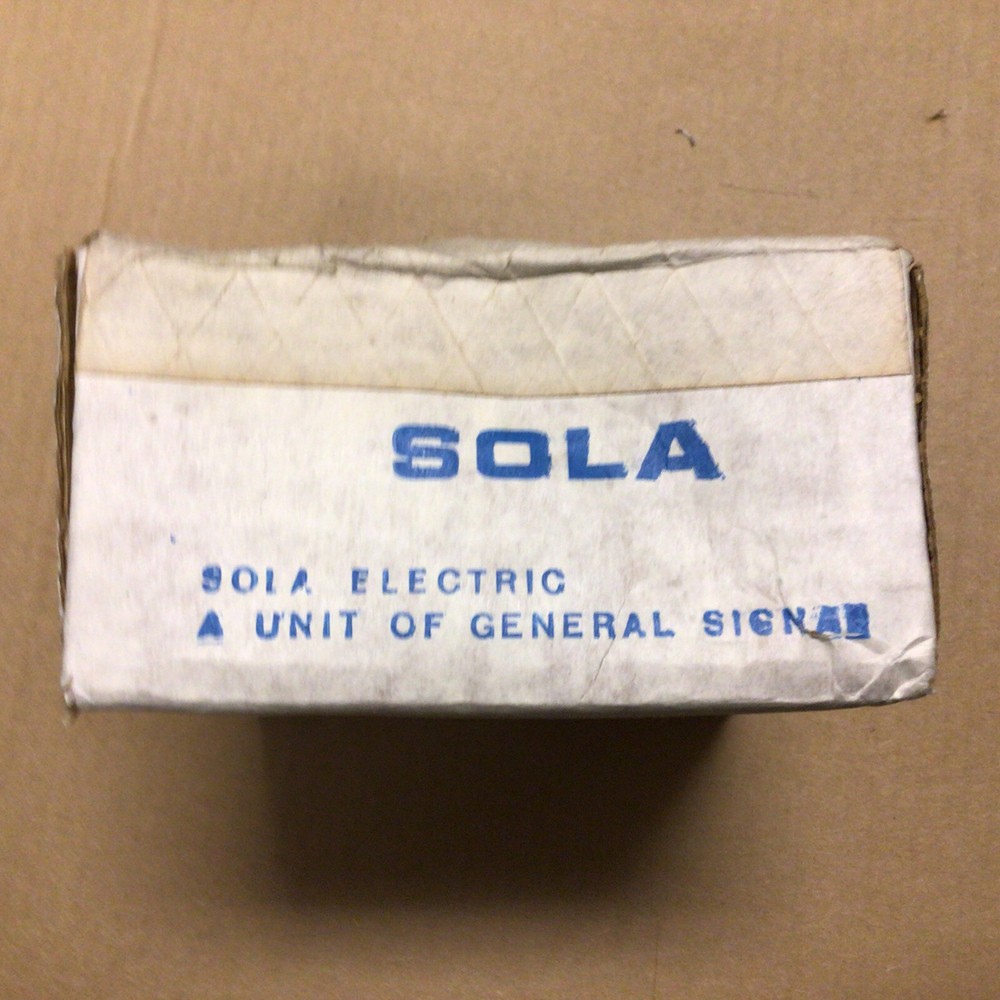 SOLA
SOLA ELECTRIC
A UNIT OF GENERAL SIGNAL